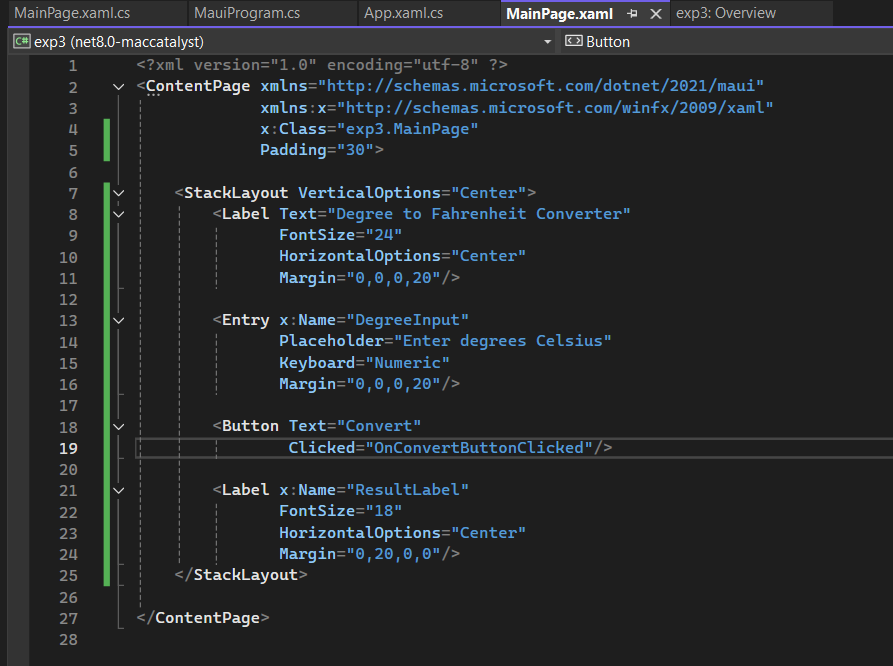 MainPage.xaml.cs MauiProgram.cs App.xaml.cs MainPage.xaml exp3: Overview
C# exp3 (net8.0-maccatalyst) Button
1 <?xml version="1.0" encoding="utf-8" ?>
2 <ContentPage xmlns="http://schemas.microsoft.com/dotnet/2021/maui"
3 xmlns:x="http://schemas.microsoft.com/winfx/2009/xaml"
4 x:Class="exp3.MainPage"
5 Padding="30">
6
7 <StackLayout VerticalOptions="Center">
8 <Label Text="Degree to Fahrenheit Converter"
9 FontSize="24"
10 HorizontalOptions="Center"
11 Margin="0,0,0,20"/>
12
13 <Entry x:Name="DegreeInput"
14 Placeholder="Enter degrees Celsius"
15 Keyboard="Numeric"
16 Margin="0,0,0,20"/>
17
18 <Button Text="Convert"
19 Clicked="OnConvertButtonClicked"/>
20
21 <Label x:Name="ResultLabel"
22 FontSize="18"
23 HorizontalOptions="Center"
24 Margin="0,20,0,0"/>
25 </StackLayout>
26
27 </ContentPage>
28